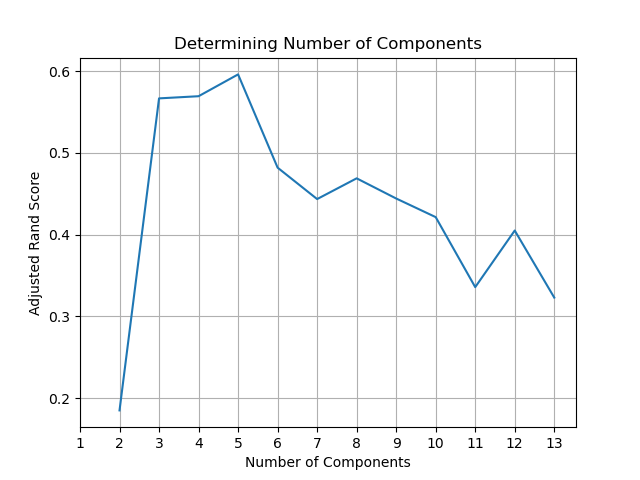 Determining Number of Components
Adjusted Rand Score
0.6
0.5
0.4
0.3
0.2
1 2 3 4 5 6 7 8 9 10 11 12 13
Number of Components